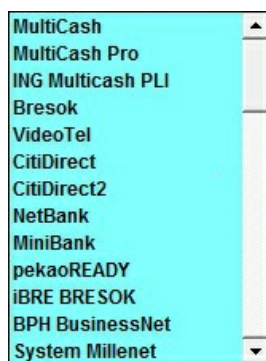 MultiCash
MultiCash Pro
ING Multicash PLI
Bresok
VideoTel
CitiDirect
CitiDirect2
NetBank
MiniBank
pekaoREADY
iBRE BRESOK
BPH BusinessNet
System Millenet